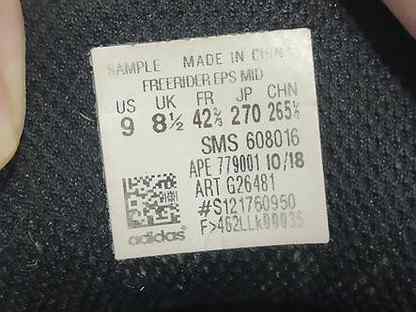 SAMPLE MADE IN CHINA
FREERIDER EPS MID
US UK FR JP CHN
9 8½ 42⅔ 270 265½
SMS 608016
APE 779001 10/18
ART G26481
#S121760950
adidas